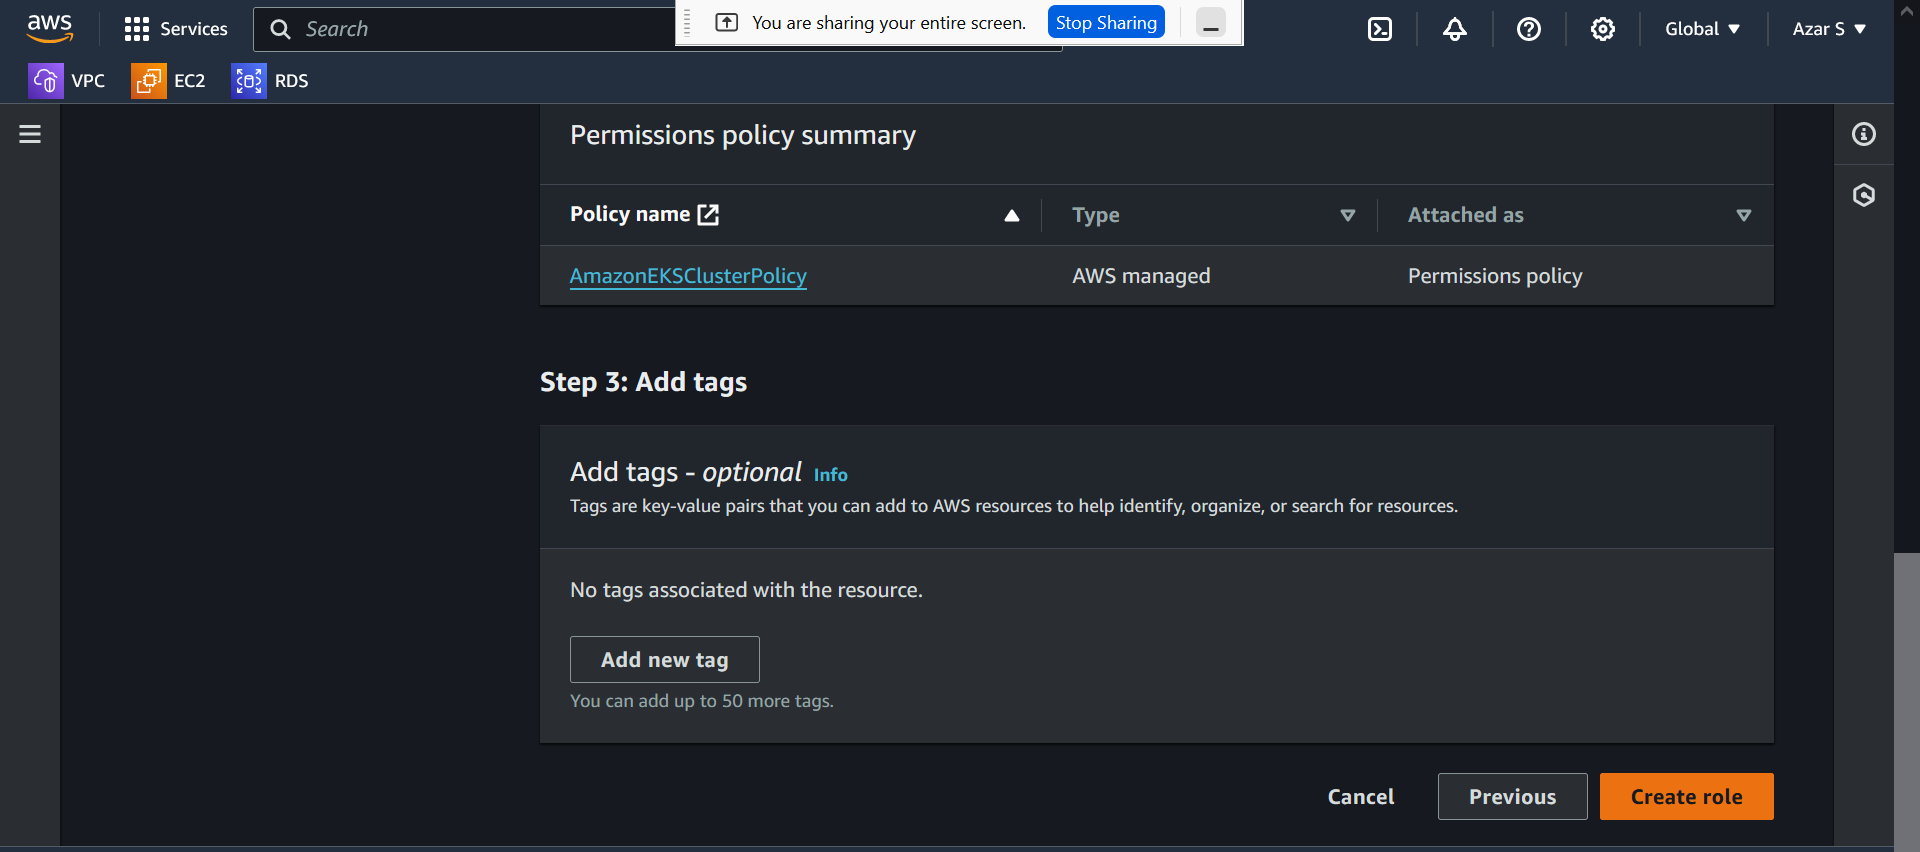 aws
Services
Search
You are sharing your entire screen.
Stop Sharing
Global
Azar S
VPC
EC2
RDS
Permissions policy summary
Policy name
Type
Attached as
AmazonEKSClusterPolicy
AWS managed
Permissions policy
Step 3: Add tags
Add tags - optional Info
Tags are key-value pairs that you can add to AWS resources to help identify, organize, or search for resources.
No tags associated with the resource.
Add new tag
You can add up to 50 more tags.
Cancel
Previous
Create role